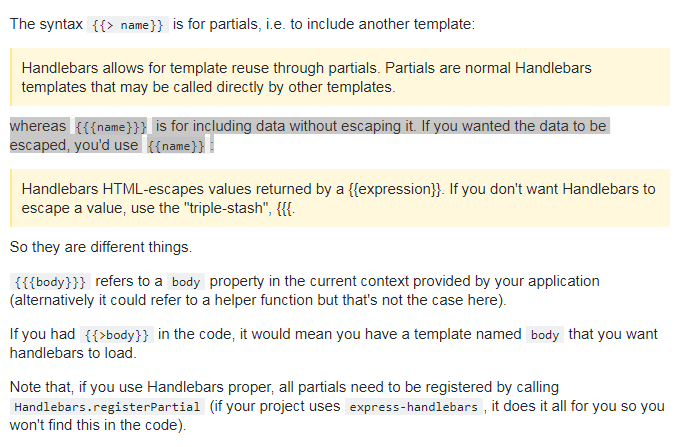 The syntax {{> name}} is for partials, i.e. to include another template:
Handlebars allows for template reuse through partials. Partials are normal Handlebars
templates that may be called directly by other templates.
whereas {{{name}}} is for including data without escaping it. If you wanted the data to be
escaped, you'd use {{name}} :
Handlebars HTML-escapes values returned by a {{expression}}. If you don't want Handlebars to
escape a value, use the "triple-stash", {{{.
So they are different things.
{{{body}}} refers to a body property in the current context provided by your application
(alternatively it could refer to a helper function but that's not the case here).
If you had {{>body}} in the code, it would mean you have a template named body that you want
handlebars to load.
Note that, if you use Handlebars proper, all partials need to be registered by calling
Handlebars.registerPartial (if your project uses express-handlebars , it does it all for you so you
won't find this in the code).